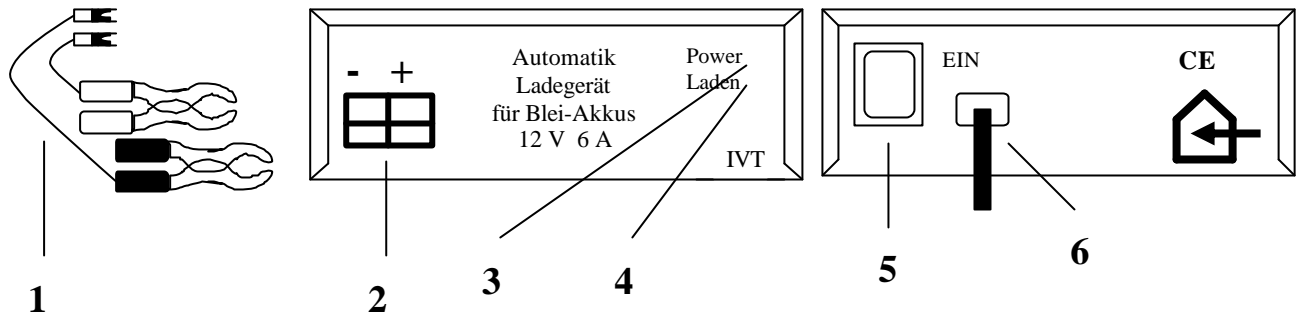 - +
Automatik
Ladegerät
für Blei-Akkus
12 V 6 A
Power
Laden
IVT
EIN
CE
1
2
3
4
5
6